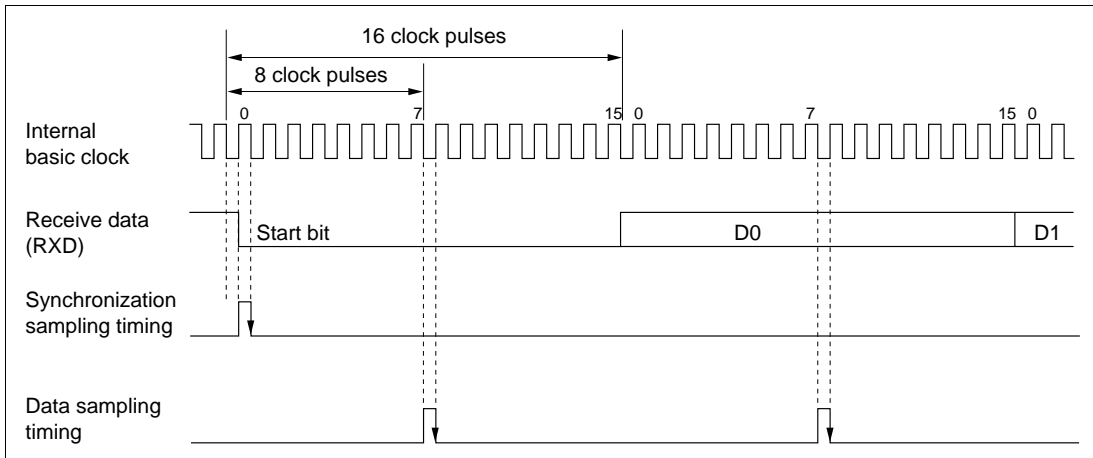 16 clock pulses
8 clock pulses
0 7 15 0 7 15 0
Internal
basic clock
Receive data
(RXD)
Start bit D0 D1
Synchronization
sampling timing
Data sampling
timing